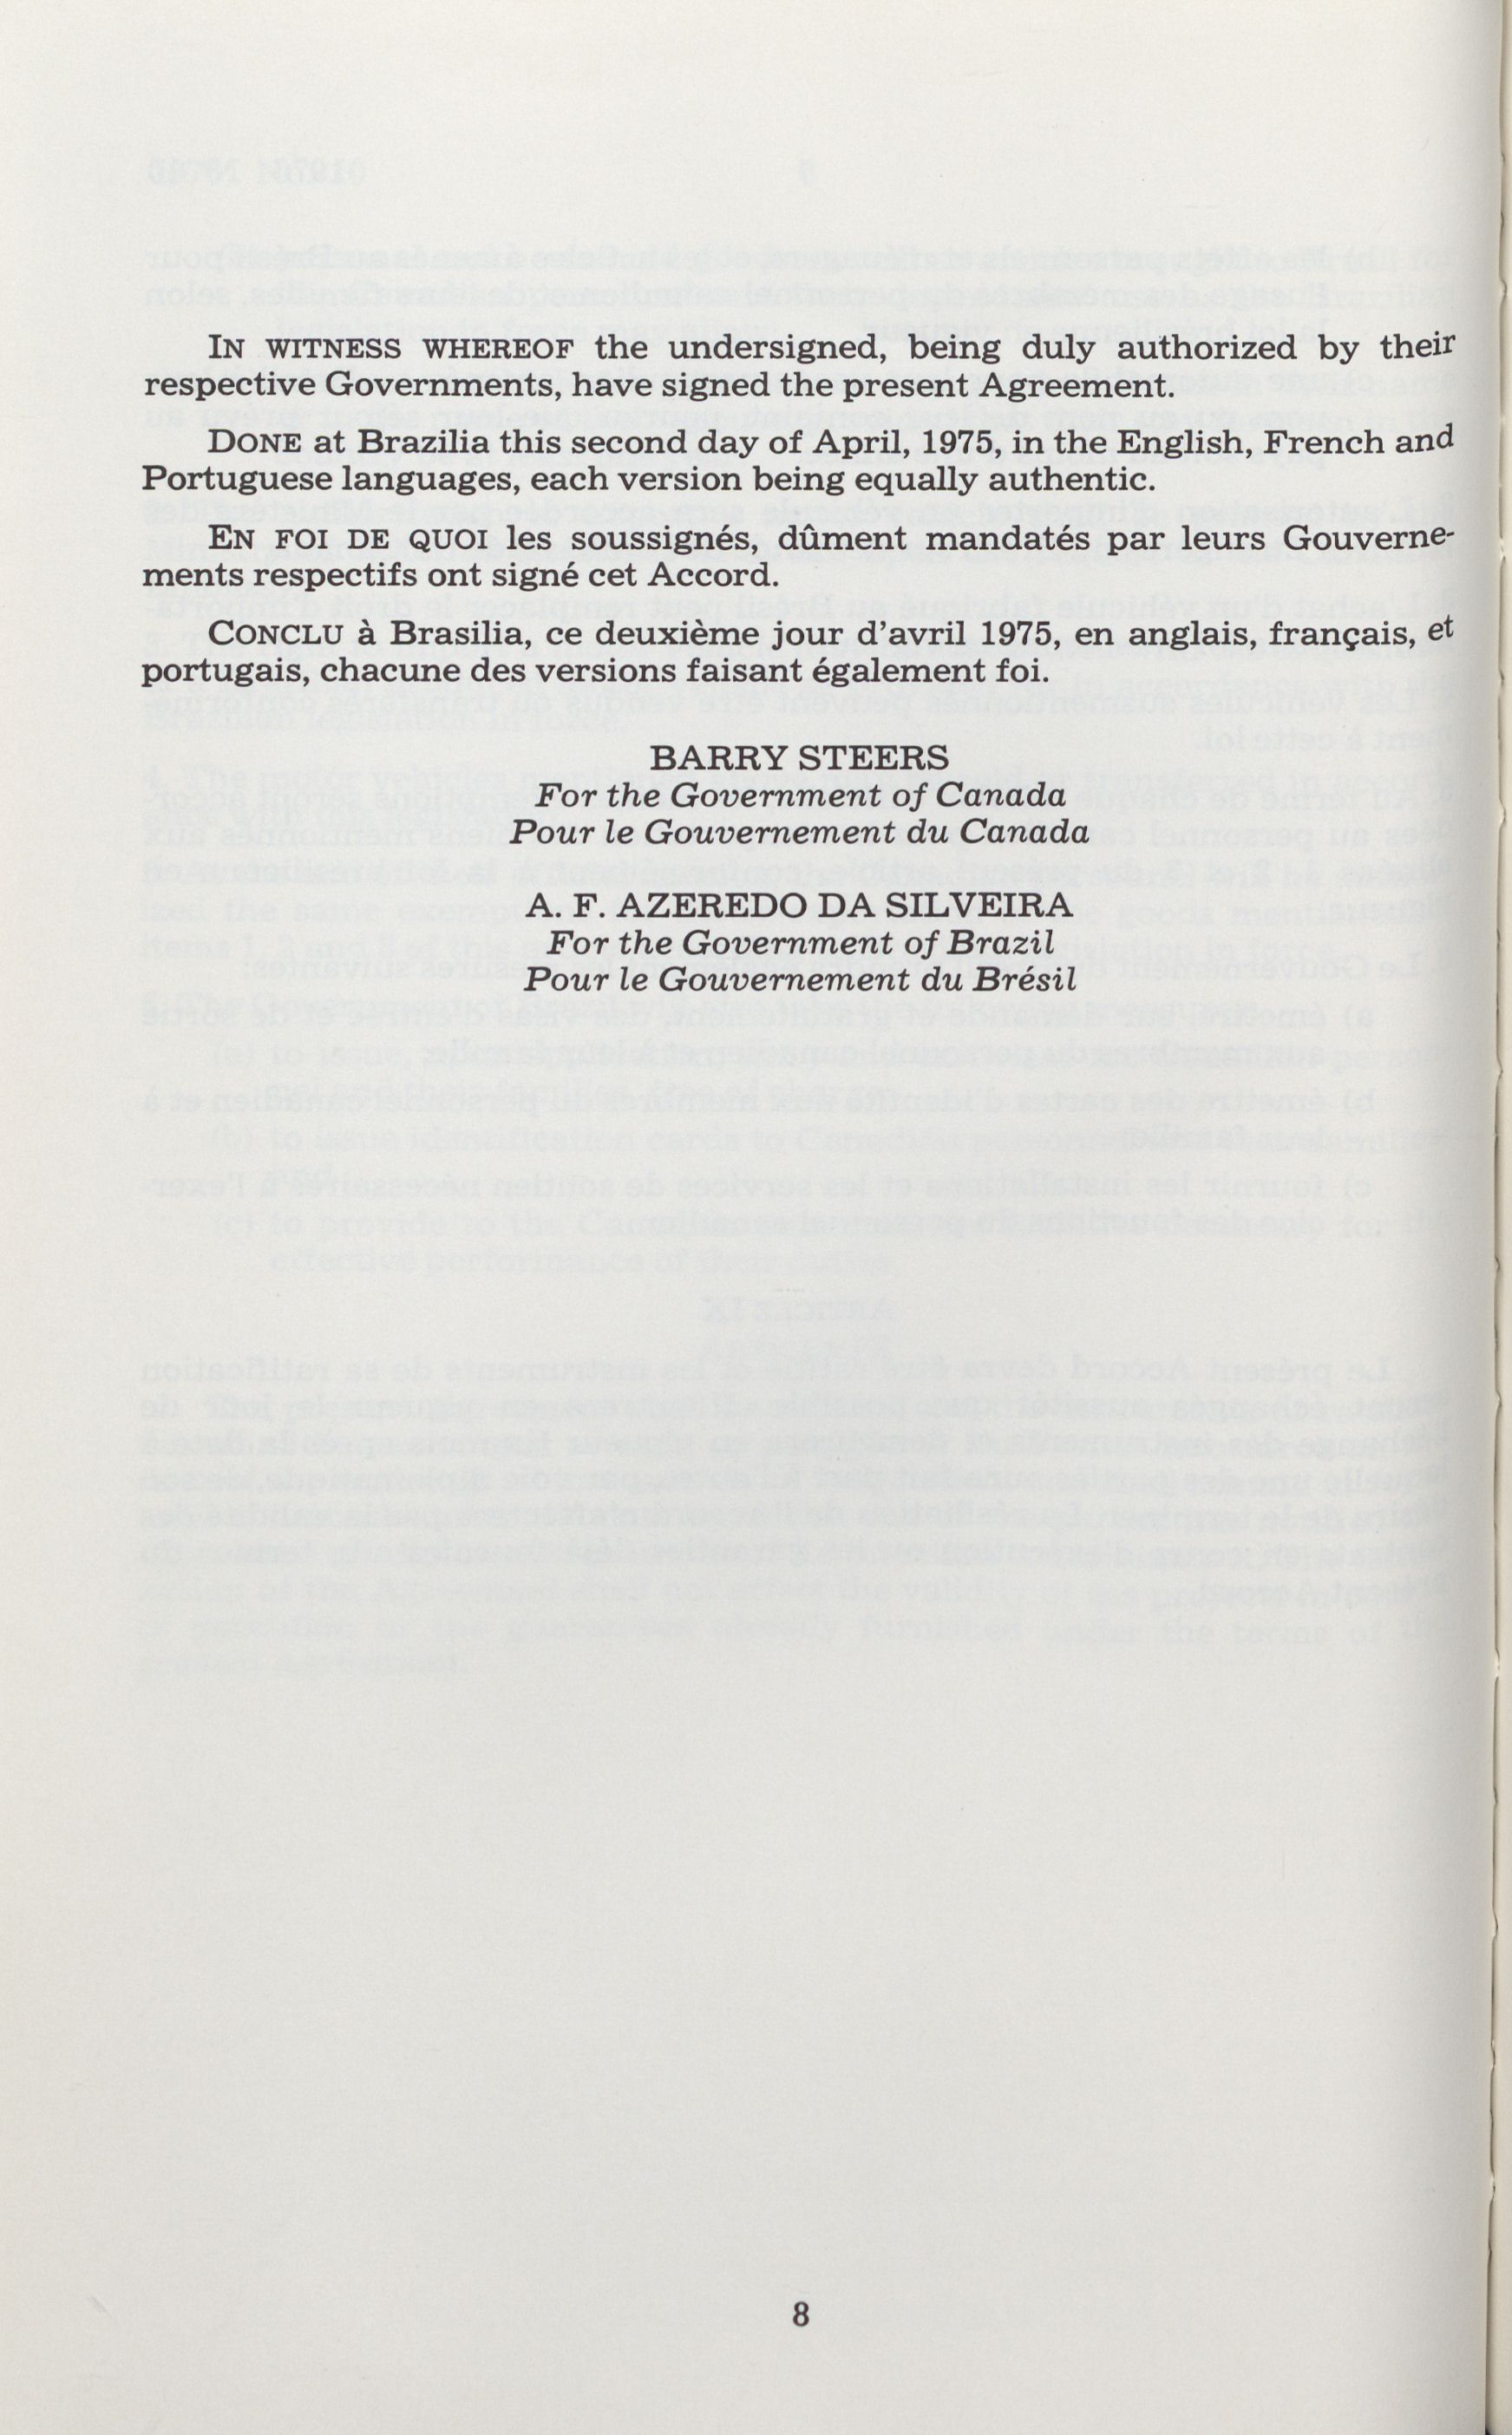 IN WITNESS WHEREOF the undersigned, being duly authorized by their
respective Governments, have signed the present Agreement.
DONE at Brazilia this second day of April, 1975, in the English, French and
Portuguese languages, each version being equally authentic.
EN FOI DE QUOI les soussignés, dûment mandatés par leurs Gouverne-
ments respectifs ont signé cet Accord.
CONCLU à Brasilia, ce deuxième jour d'avril 1975, en anglais, français, et
portugais, chacune des versions faisant également foi.
BARRY STEERS
For the Government of Canada
Pour le Gouvernement du Canada
A. F. AZEREDO DA SILVEIRA
For the Government of Brazil
Pour le Gouvernement du Brésil
8